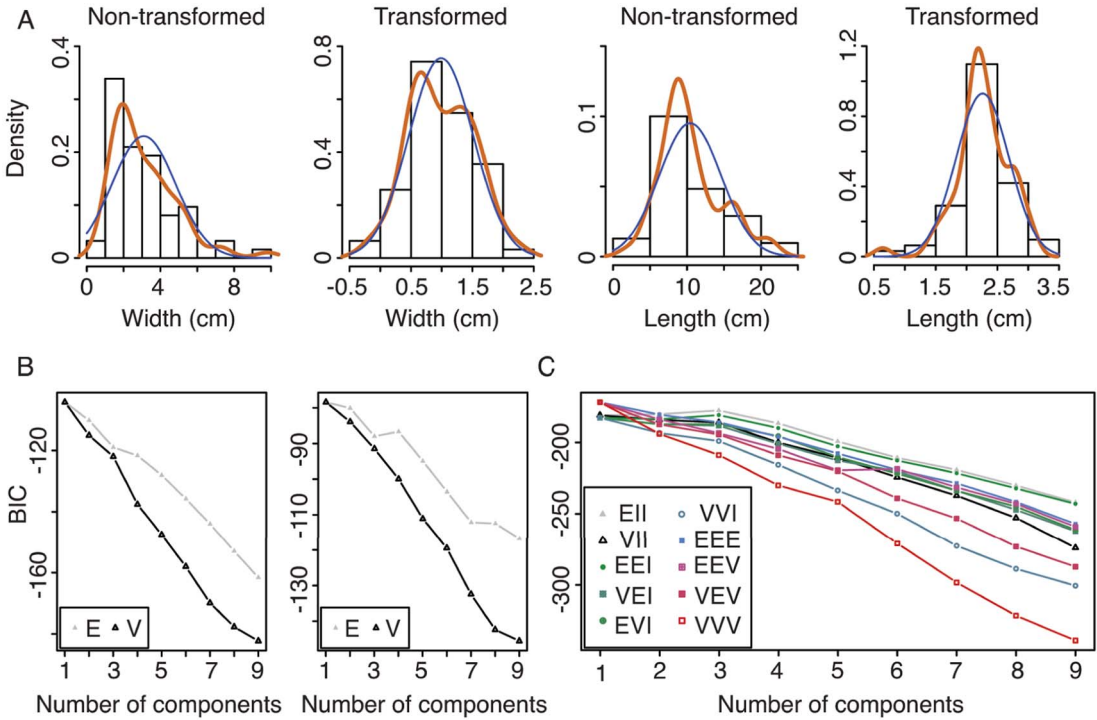 A Non-transformed Transformed Non-transformed Transformed
Density
0.4
0.2
0
0 4 8
Width (cm)
0.8
0.4
0
-0.5 0.5 1.5 2.5
Width (cm)
0.1
0
0 10 20
Length (cm)
1.2
0.8
0.4
0
0.5 1.5 2.5 3.5
Length (cm)
B
BIC
-120
-160
E V
1 3 5 7 9
Number of components
-90
-110
-130
E V
1 3 5 7 9
Number of components
C
-200
-250
-300
EII VVI
VII EEE
EEI EEV
VEI VEV
EVI VVV
1 2 3 4 5 6 7 8 9
Number of components